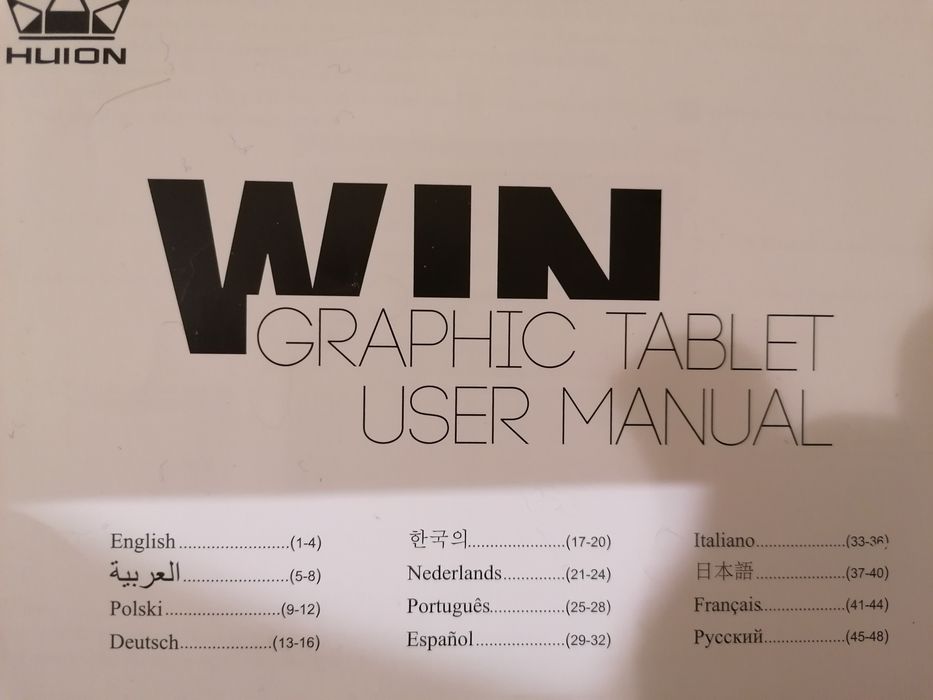 HUION
WIN
GRAPHIC TABLET
USER MANUAL
English........................(1-4)
العربية........................(5-8)
Polski.........................(9-12)
Deutsch....................(13-16)
한국의.....................(17-20)
Nederlands..............(21-24)
Português................(25-28)
Español...................(29-32)
Italiano....................(33-36)
日本語....................(37-40)
Français...................(41-44)
Русский..................(45-48)